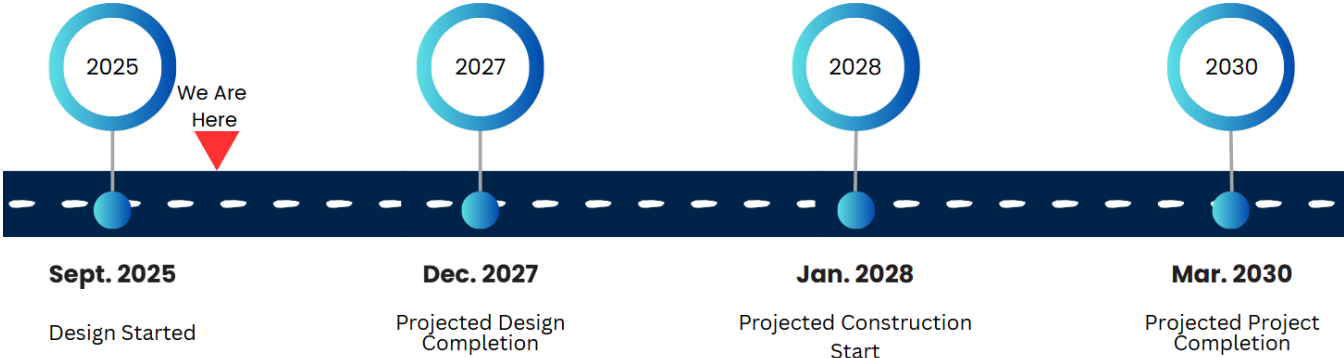 2025
We Are
Here
2027
2028
2030
Sept. 2025
Design Started
Dec. 2027
Projected Design
Completion
Jan. 2028
Projected Construction
Start
Mar. 2030
Projected Project
Completion